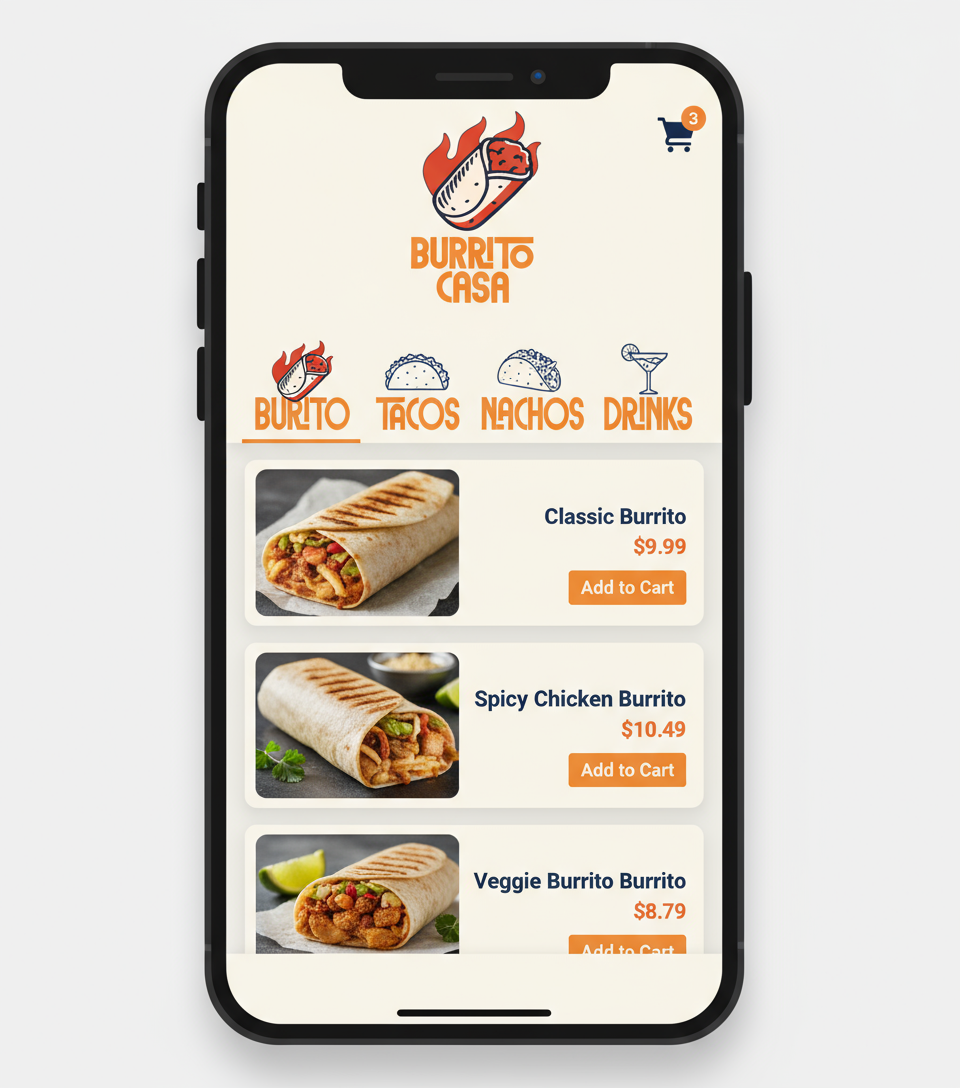 3
BURRITO
CASA
BURITO TACOS NACHOS DRINKS
Classic Burrito
$9.99
Add to Cart
Spicy Chicken Burrito
$10.49
Add to Cart
Veggie Burrito Burrito
$8.79
Add to Cart